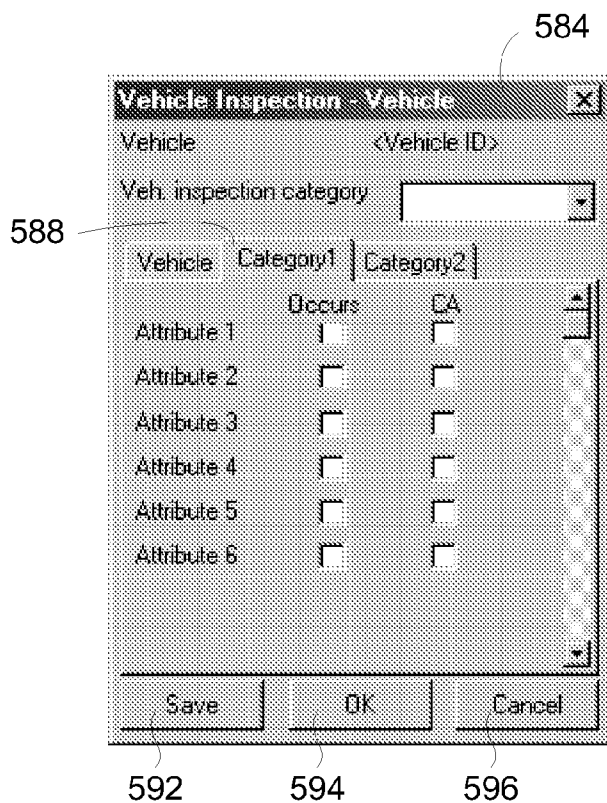 584
Vehicle Inspection - Vehicle
Vehicle <Vehicle ID>
Veh. inspection category
588
Vehicle Category1 Category2
Occurs CA
Attribute 1
Attribute 2
Attribute 3
Attribute 4
Attribute 5
Attribute 6
Save OK Cancel
592 594 596